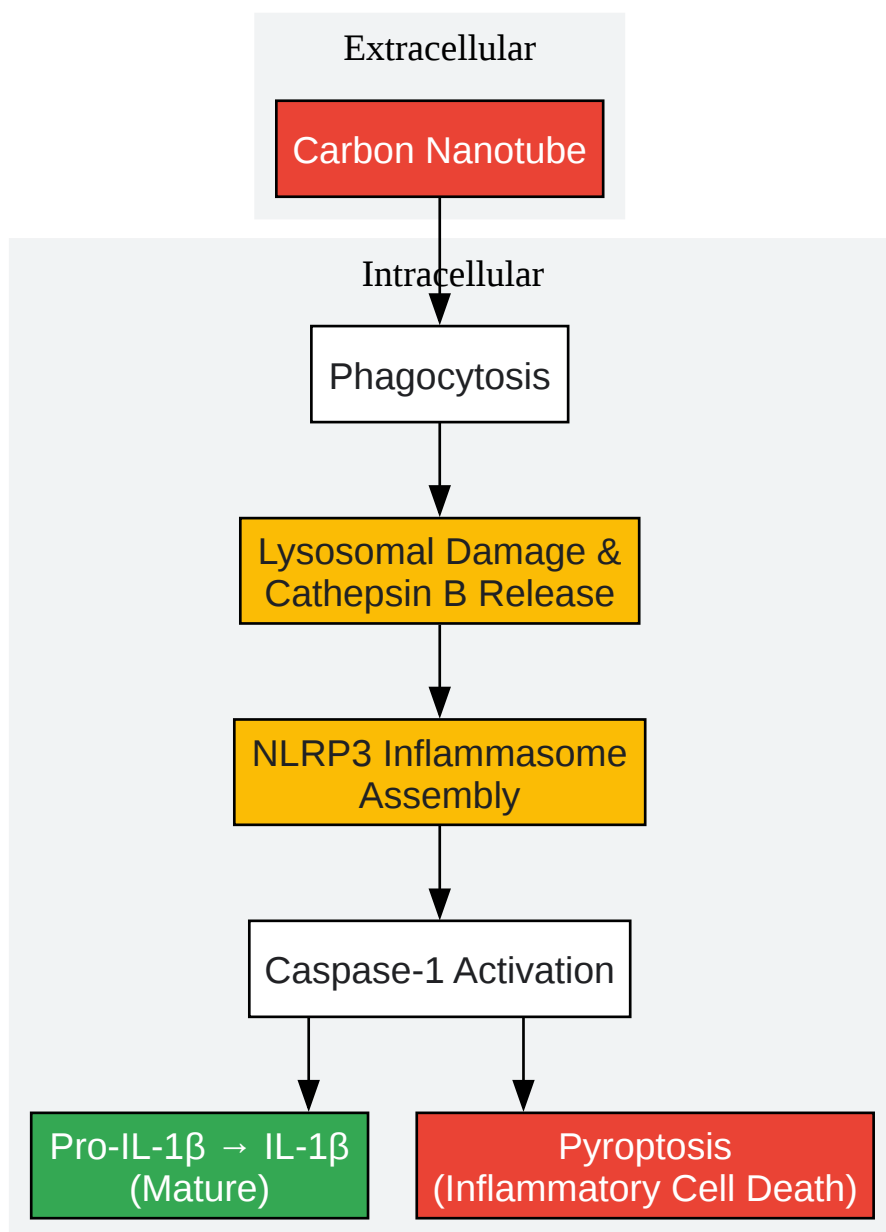 Extracellular
Carbon Nanotube
Intracellular
Phagocytosis
Lysosomal Damage &
Cathepsin B Release
NLRP3 Inflammasome
Assembly
Caspase-1 Activation
Pro-IL-1β → IL-1β
(Mature)
Pyroptosis
(Inflammatory Cell Death)